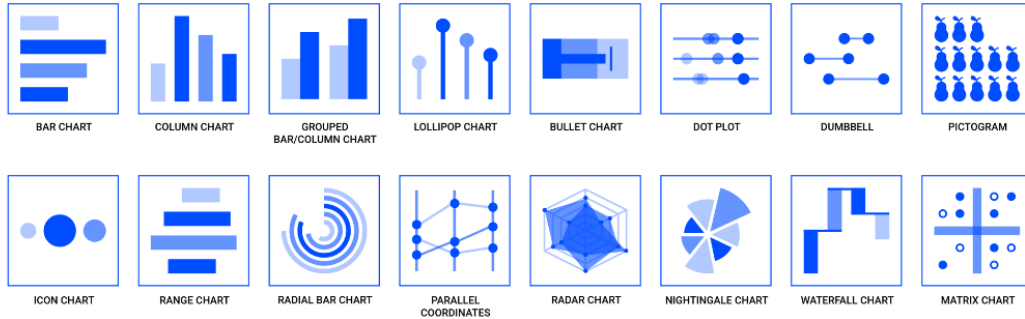 BAR CHART
COLUMN CHART
GROUPED
BAR/COLUMN CHART
LOLLIPOP CHART
BULLET CHART
DOT PLOT
DUMBBELL
PICTOGRAM
ICON CHART
RANGE CHART
RADIAL BAR CHART
PARALLEL
COORDINATES
RADAR CHART
NIGHTINGALE CHART
WATERFALL CHART
MATRIX CHART